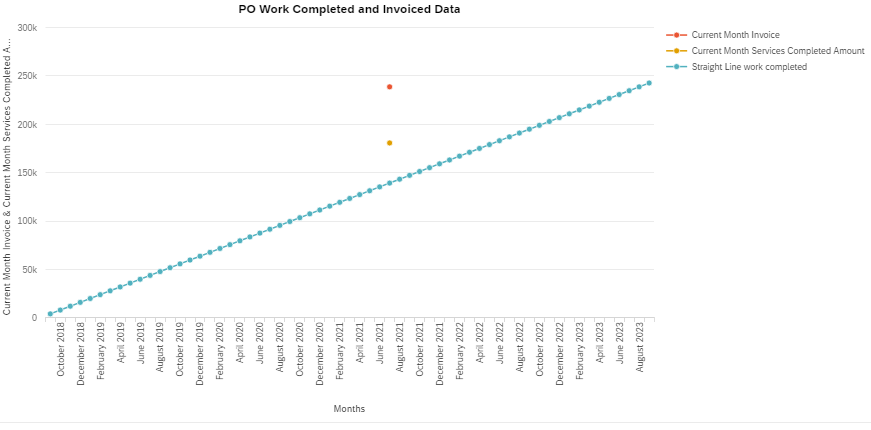 PO Work Completed and Invoiced Data
Current Month Invoice & Current Month Services Completed A...
300k
250k
200k
150k
100k
50k
0
Current Month Invoice
Current Month Services Completed Amount
Straight Line work completed
October 2018
December 2018
February 2019
April 2019
June 2019
August 2019
October 2019
December 2019
February 2020
April 2020
June 2020
August 2020
October 2020
December 2020
February 2021
April 2021
June 2021
August 2021
October 2021
December 2021
February 2022
April 2022
June 2022
August 2022
October 2022
December 2022
February 2023
April 2023
June 2023
August 2023
Months